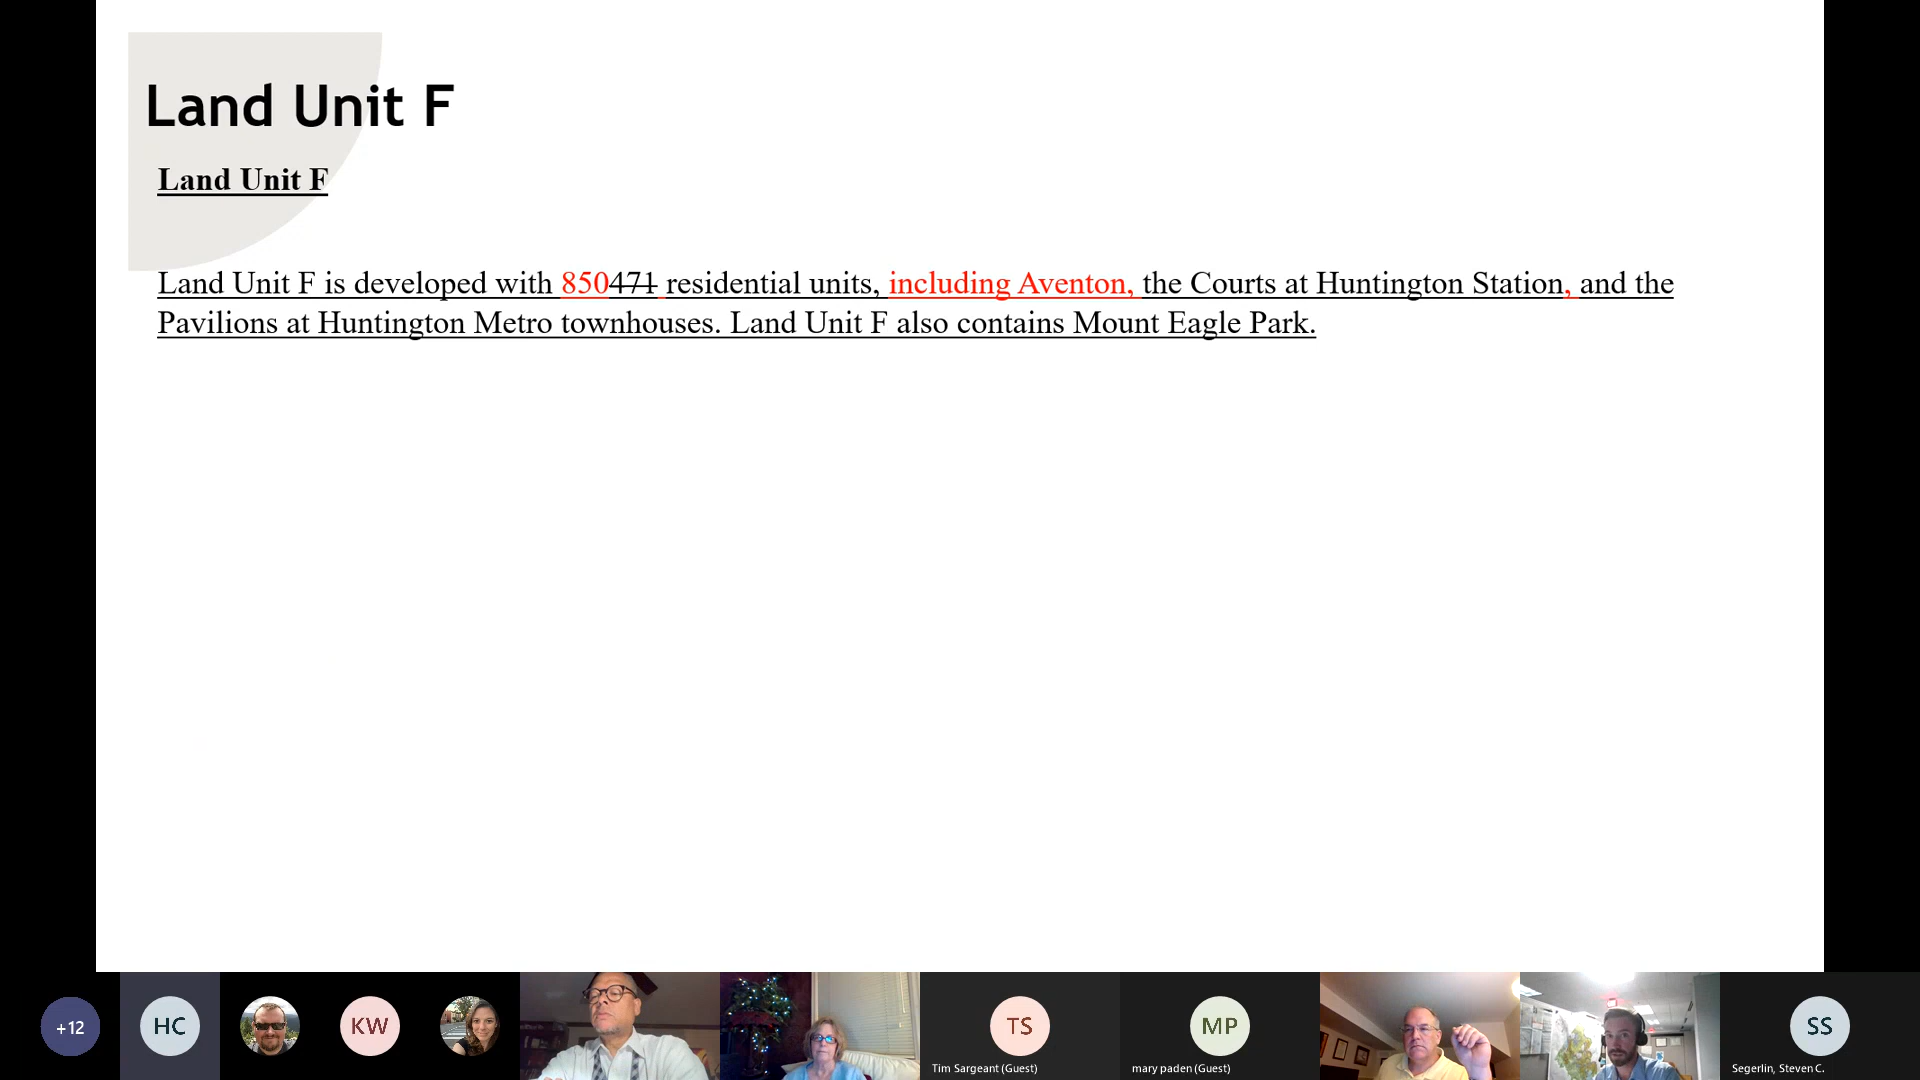 Land Unit F
Land Unit F
Land Unit F is developed with 850471 residential units, including Aventon, the Courts at Huntington Station, and the
Pavilions at Huntington Metro townhouses. Land Unit F also contains Mount Eagle Park.
+12
HC
KW
TS
Tim Sargeant (Guest)
MP
mary paden (Guest)
SS
Segerlin, Steven C.